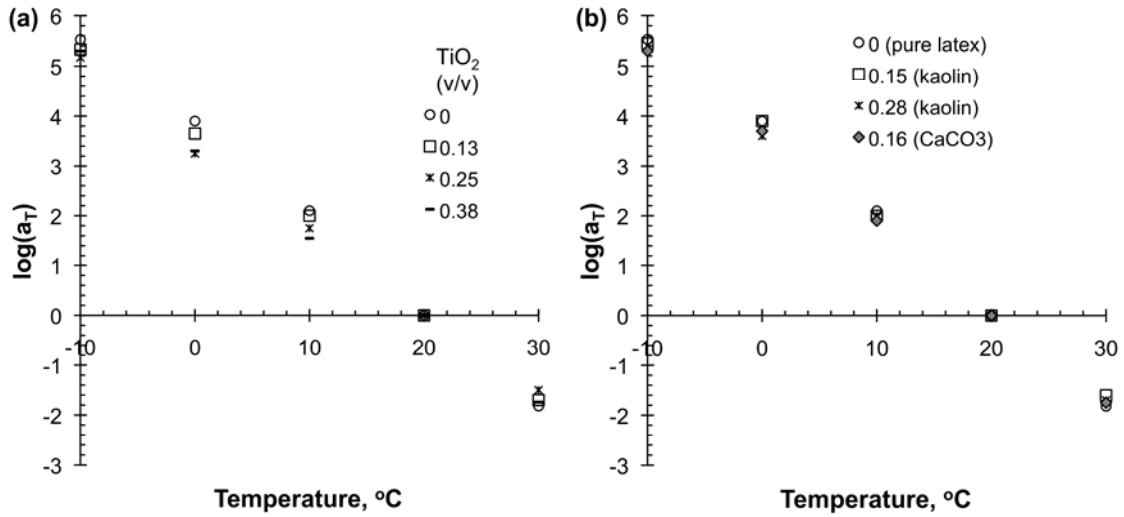 (a)
6
5
4
3
2
1
0
-1
-2
-3
log(aT)
-10 0 10 20 30
Temperature, oC
TiO2
(v/v)
0
0.13
0.25
0.38
(b)
6
5
4
3
2
1
0
-1
-2
-3
log(aT)
-10 0 10 20 30
Temperature, oC
0 (pure latex)
0.15 (kaolin)
0.28 (kaolin)
0.16 (CaCO3)